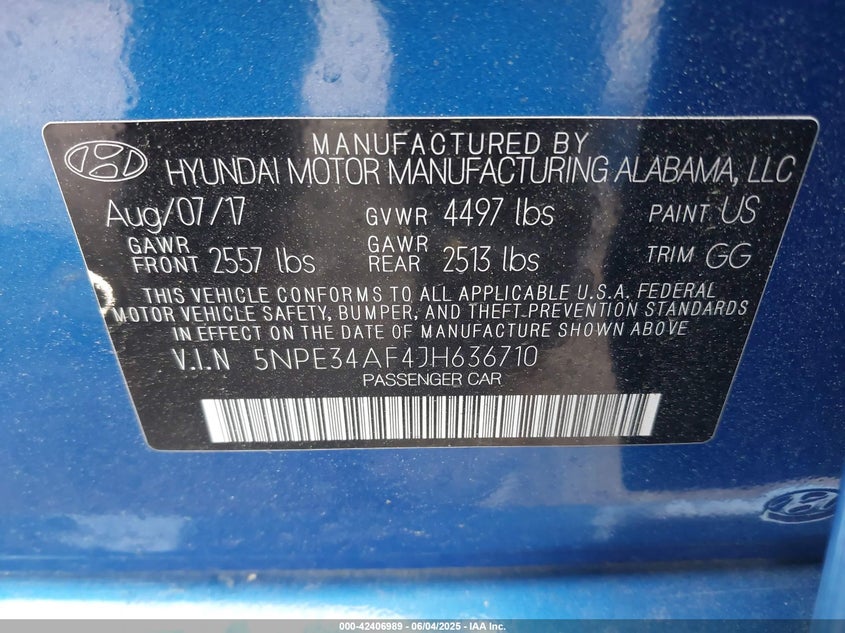 MANUFACTURED BY
HYUNDAI MOTOR MANUFACTURING ALABAMA, LLC
Aug/07/17 GVWR 4497 lbs PAINT US
GAWR FRONT 2557 lbs GAWR REAR 2513 lbs TRIM GG
THIS VEHICLE CONFORMS TO ALL APPLICABLE U.S.A. FEDERAL
MOTOR VEHICLE SAFETY, BUMPER, AND THEFT PREVENTION STANDARDS
IN EFFECT ON THE DATE OF MANUFACTURE SHOWN ABOVE
V.I.N 5NPE34AF4JH636710
PASSENGER CAR
000-42406989 - 06/04/2025 - IAA Inc.